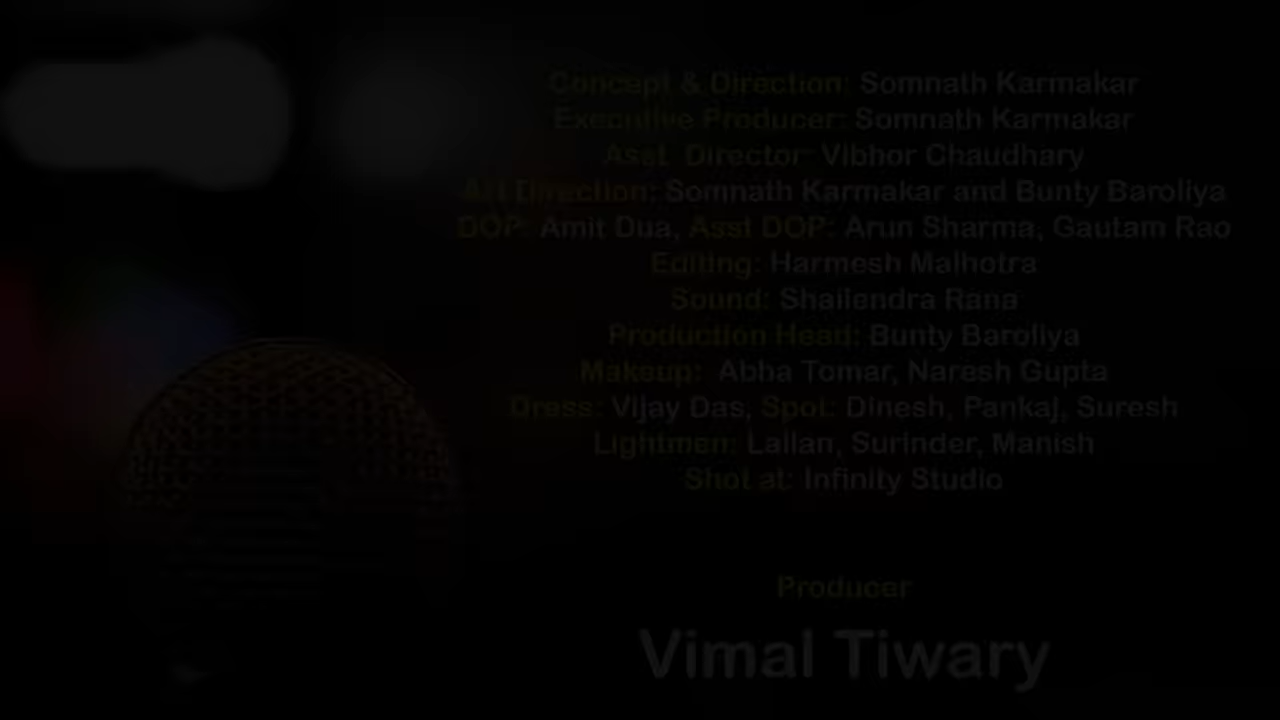 Concept & Direction: Somnath Karmakar
Executive Producer: Somnath Karmakar
Asst. Director: Vibhor Chaudhary
Art Direction: Somnath Karmakar and Bunty Baroliya
DOP: Amit Dua, Asst DOP: Arun Sharma, Gautam Rao
Editing: Harmesh Malhotra
Sound: Shailendra Rana
Production Head: Bunty Baroliya
Makeup: Abba Tomar, Naresh Gupta
Dress: Vijay Das, Spot: Dinesh, Pankaj, Suresh
Lightmen: Lallan, Surinder, Manish
Shot at: Infinity Studio
Producer
Vimal Tiwary